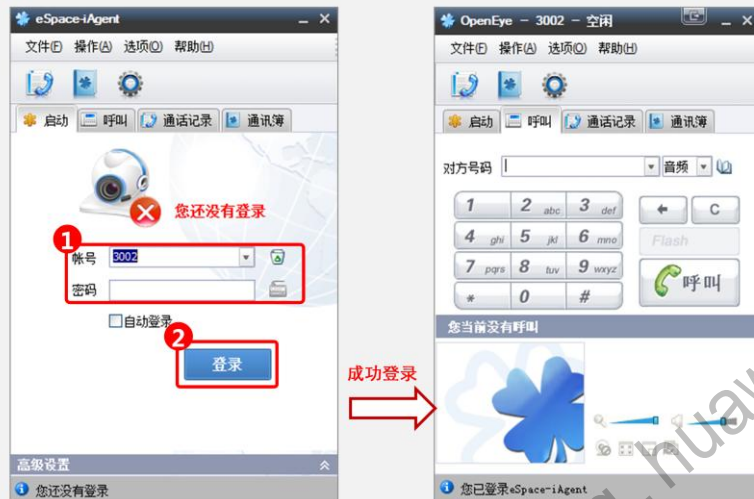 eSpace-iAgent
文件(F) 操作(A) 选项(O) 帮助(H)
启动 呼叫 通话记录 通讯簿
您还没有登录
1
帐号 3002
密码
自动登录
2
登录
高级设置
您还没有登录
成功登录
OpenEye - 3002 - 空闲
文件(F) 操作(A) 选项(O) 帮助(H)
启动 呼叫 通话记录 通讯簿
对方号码 音频
1 2 abc 3 def C
4 ghi 5 jkl 6 mno Flash
7 pqrs 8 tuv 9 wxyz 呼叫
* 0 #
您当前没有呼叫
您已登录eSpace-iAgent
huaw